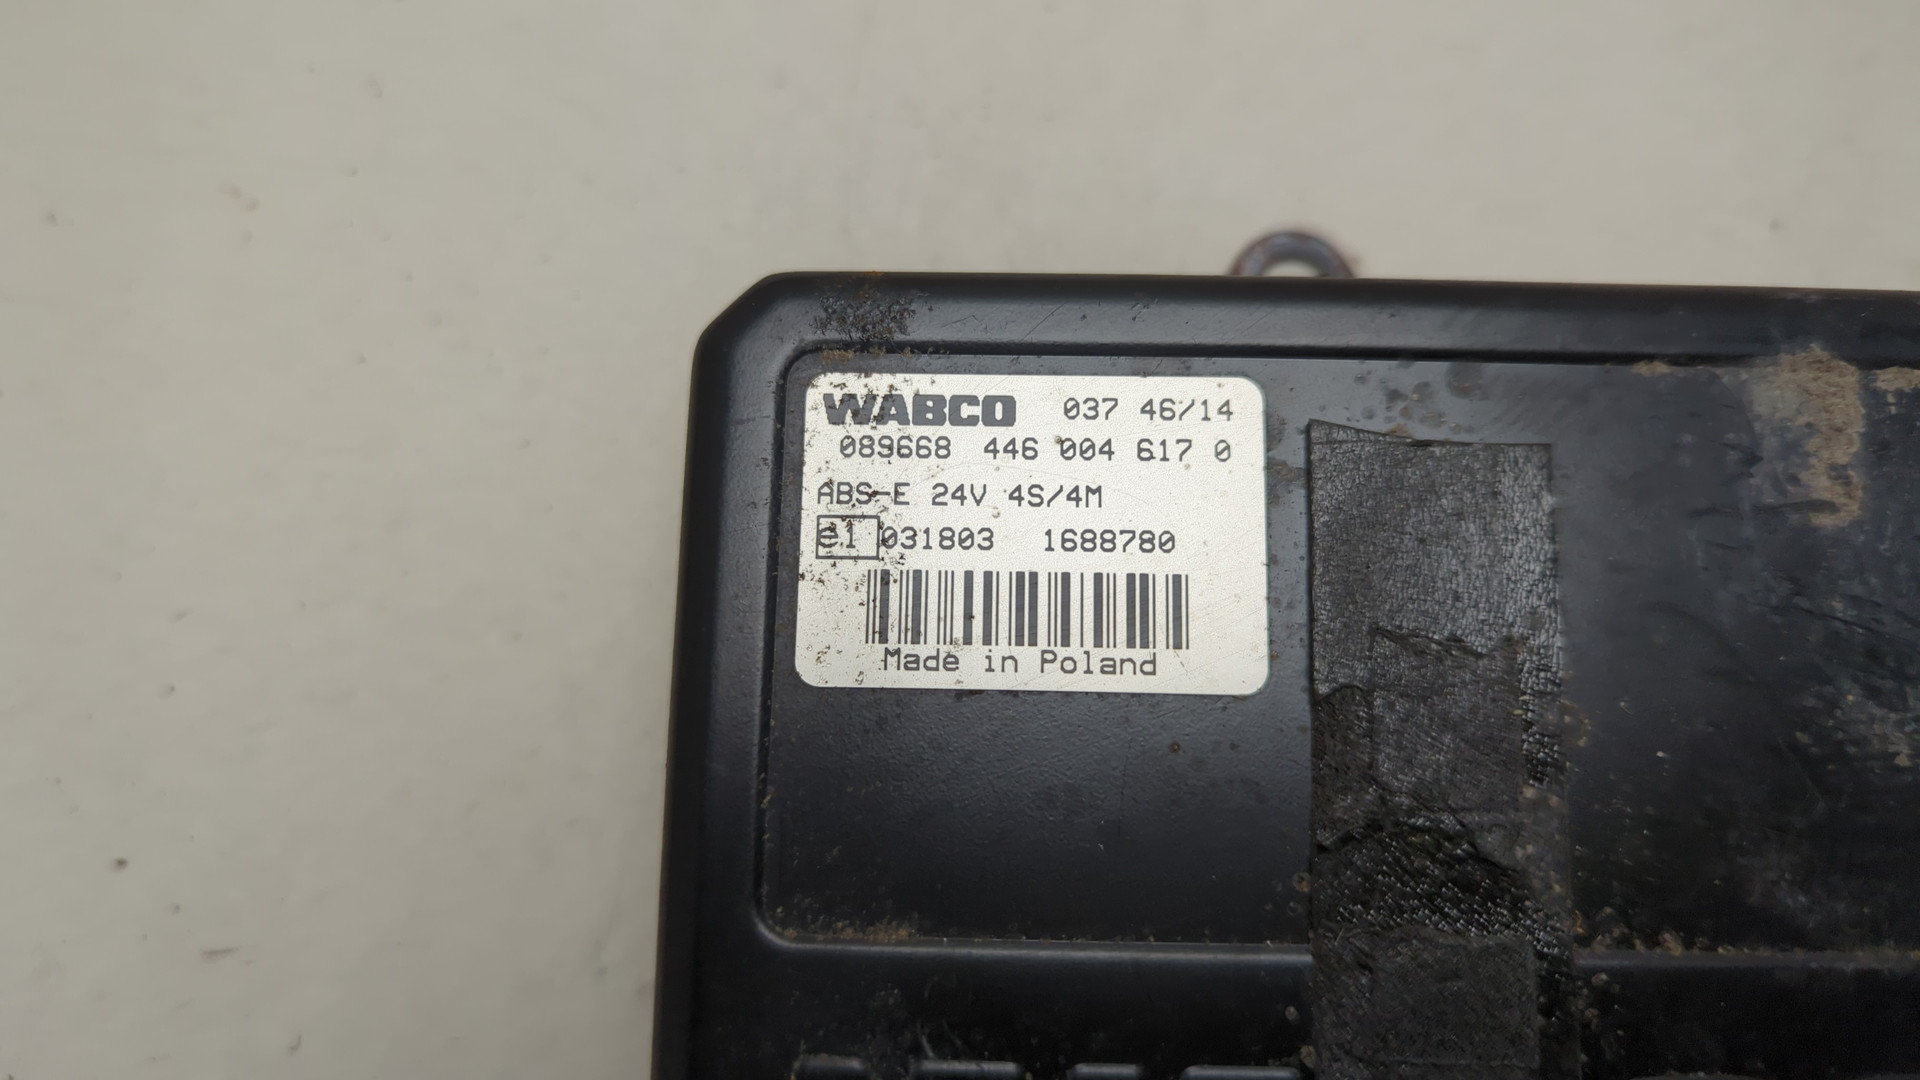 WABCO 037 46/14
089668 446 004 617 0
ABS-E 24V 4S/4M
e1 031803 1688780
Made in Poland